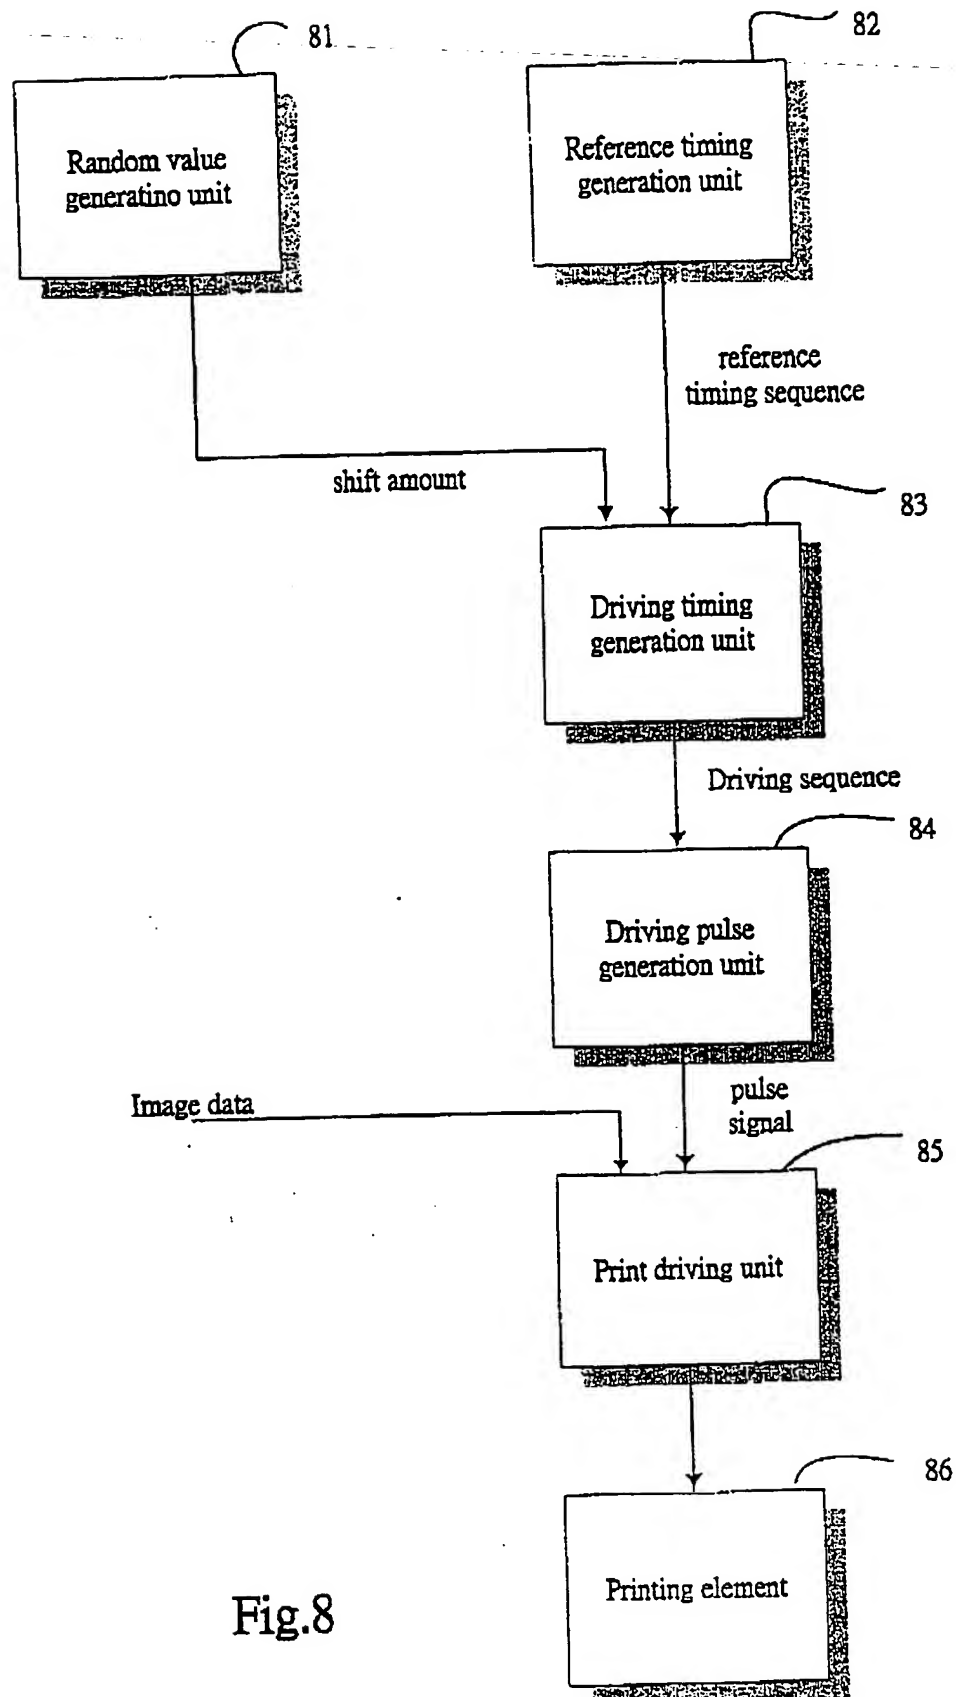 81
82
Random value
generatino unit
Reference timing
generation unit
reference
timing sequence
shift amount
83
Driving timing
generation unit
Driving sequence
84
Driving pulse
generation unit
Image data
pulse
signal
85
Print driving unit
86
Printing element
Fig.8